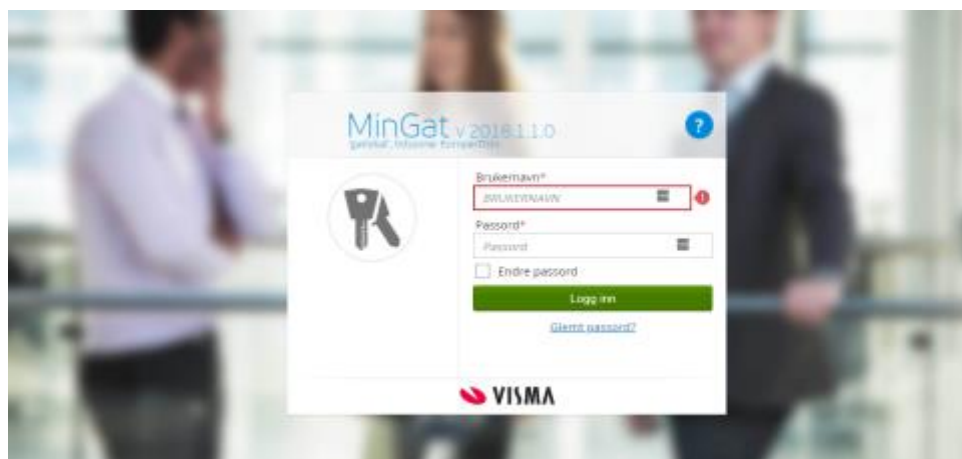 MinGat v 2018.1.1.0
?
Brukernavn*
BRUKERNAVN
Passord*
Passord
Endre passord
Logg inn
Glemt passord?
VISMA